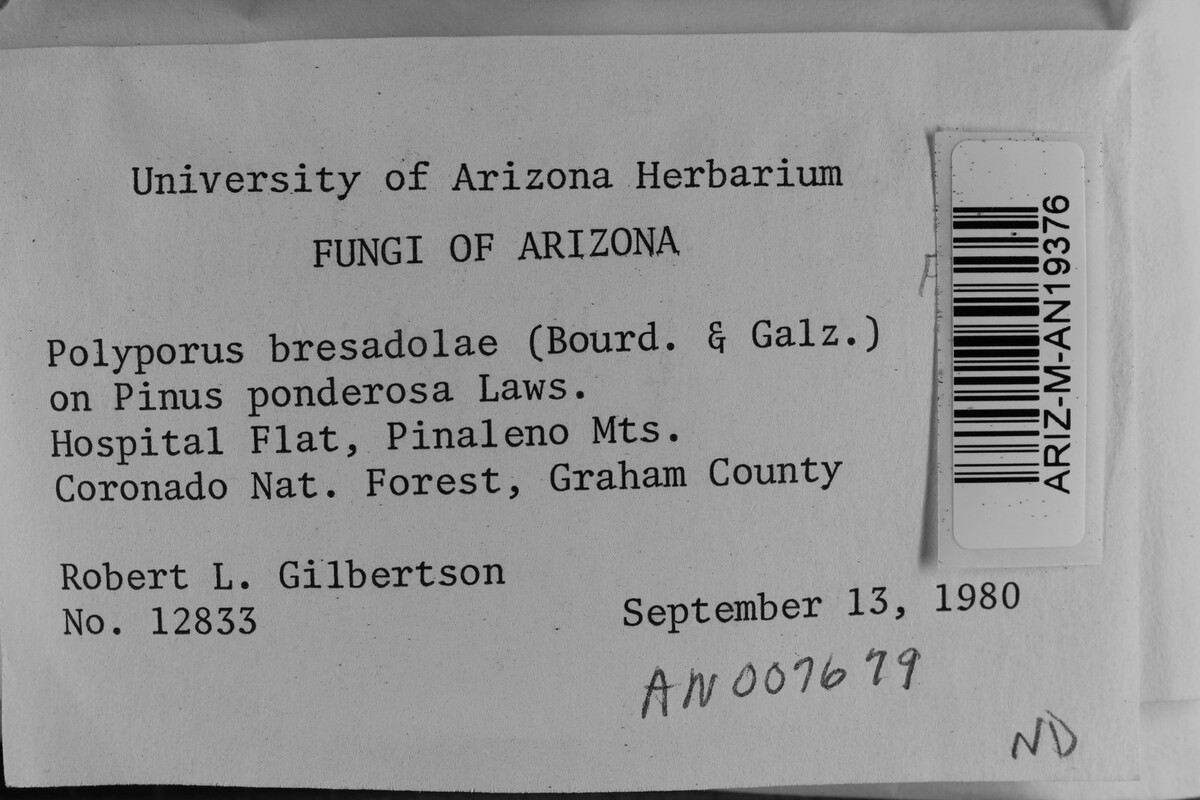 University of Arizona Herbarium
FUNGI OF ARIZONA
Polyporus bresadolae (Bourd. & Galz.)
on Pinus ponderosa Laws.
Hospital Flat, Pinaleno Mts.
Coronado Nat. Forest, Graham County
Robert L. Gilbertson
No. 12833
September 13, 1980
AN007679
ND
F
ARIZ-M-AN19376